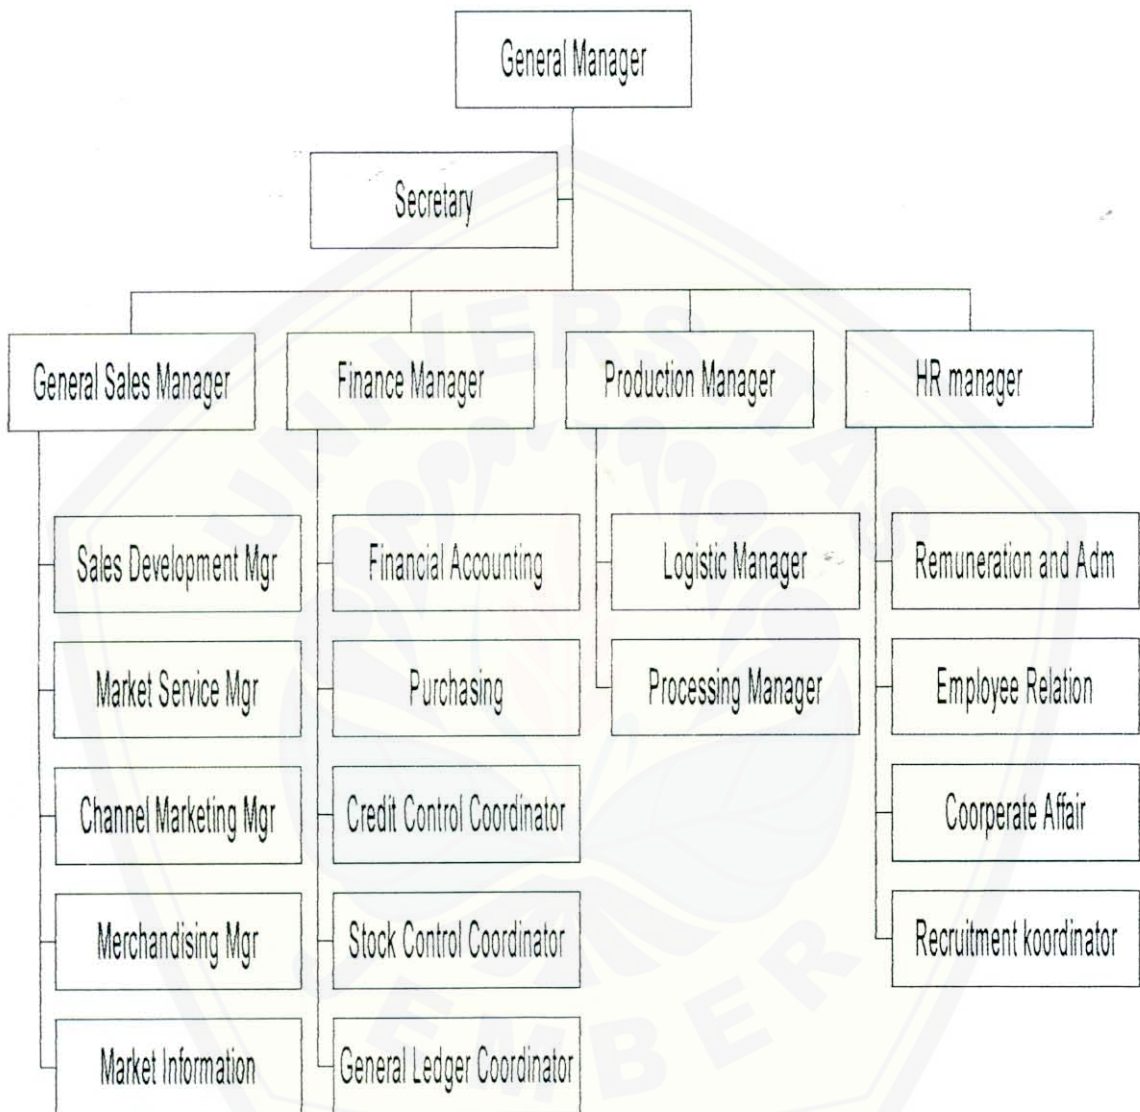 General Manager
Secretary
General Sales Manager
Finance Manager
Production Manager
HR manager
Sales Development Mgr
Financial Accounting
Logistic Manager
Remuneration and Adm
Market Service Mgr
Purchasing
Processing Manager
Employee Relation
Channel Marketing Mgr
Credit Control Coordinator
Coorperate Affair
Merchandising Mgr
Stock Control Coordinator
Recruitment koordinator
Market Information
General Ledger Coordinator
UNIVERSITAS
JEMBER